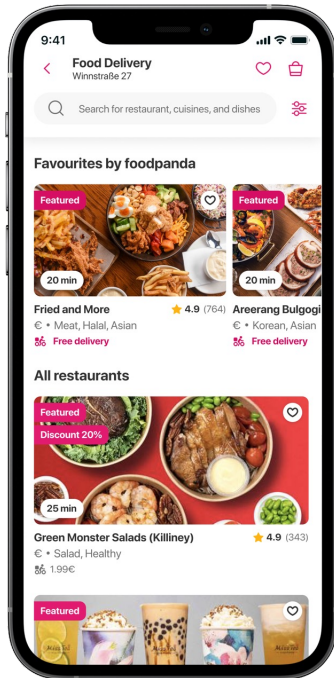 9:41
Food Delivery
Winnstraße 27
Search for restaurant, cuisines, and dishes
Favourites by foodpanda
Featured
Featured
20 min
20 min
Fried and More
4.9 (764)
Areerang Bulgogi
€ • Meat, Halal, Asian
€ • Korean, Asian
Free delivery
Free delivery
All restaurants
Featured
Discount 20%
25 min
Green Monster Salads (Killiney)
4.9 (343)
€ • Salad, Healthy
1.99€
Featured